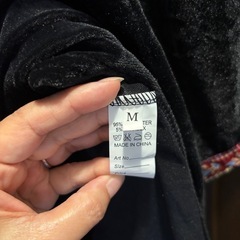 M
95% TER
5% X
MADE IN CHINA
Art No.
Size